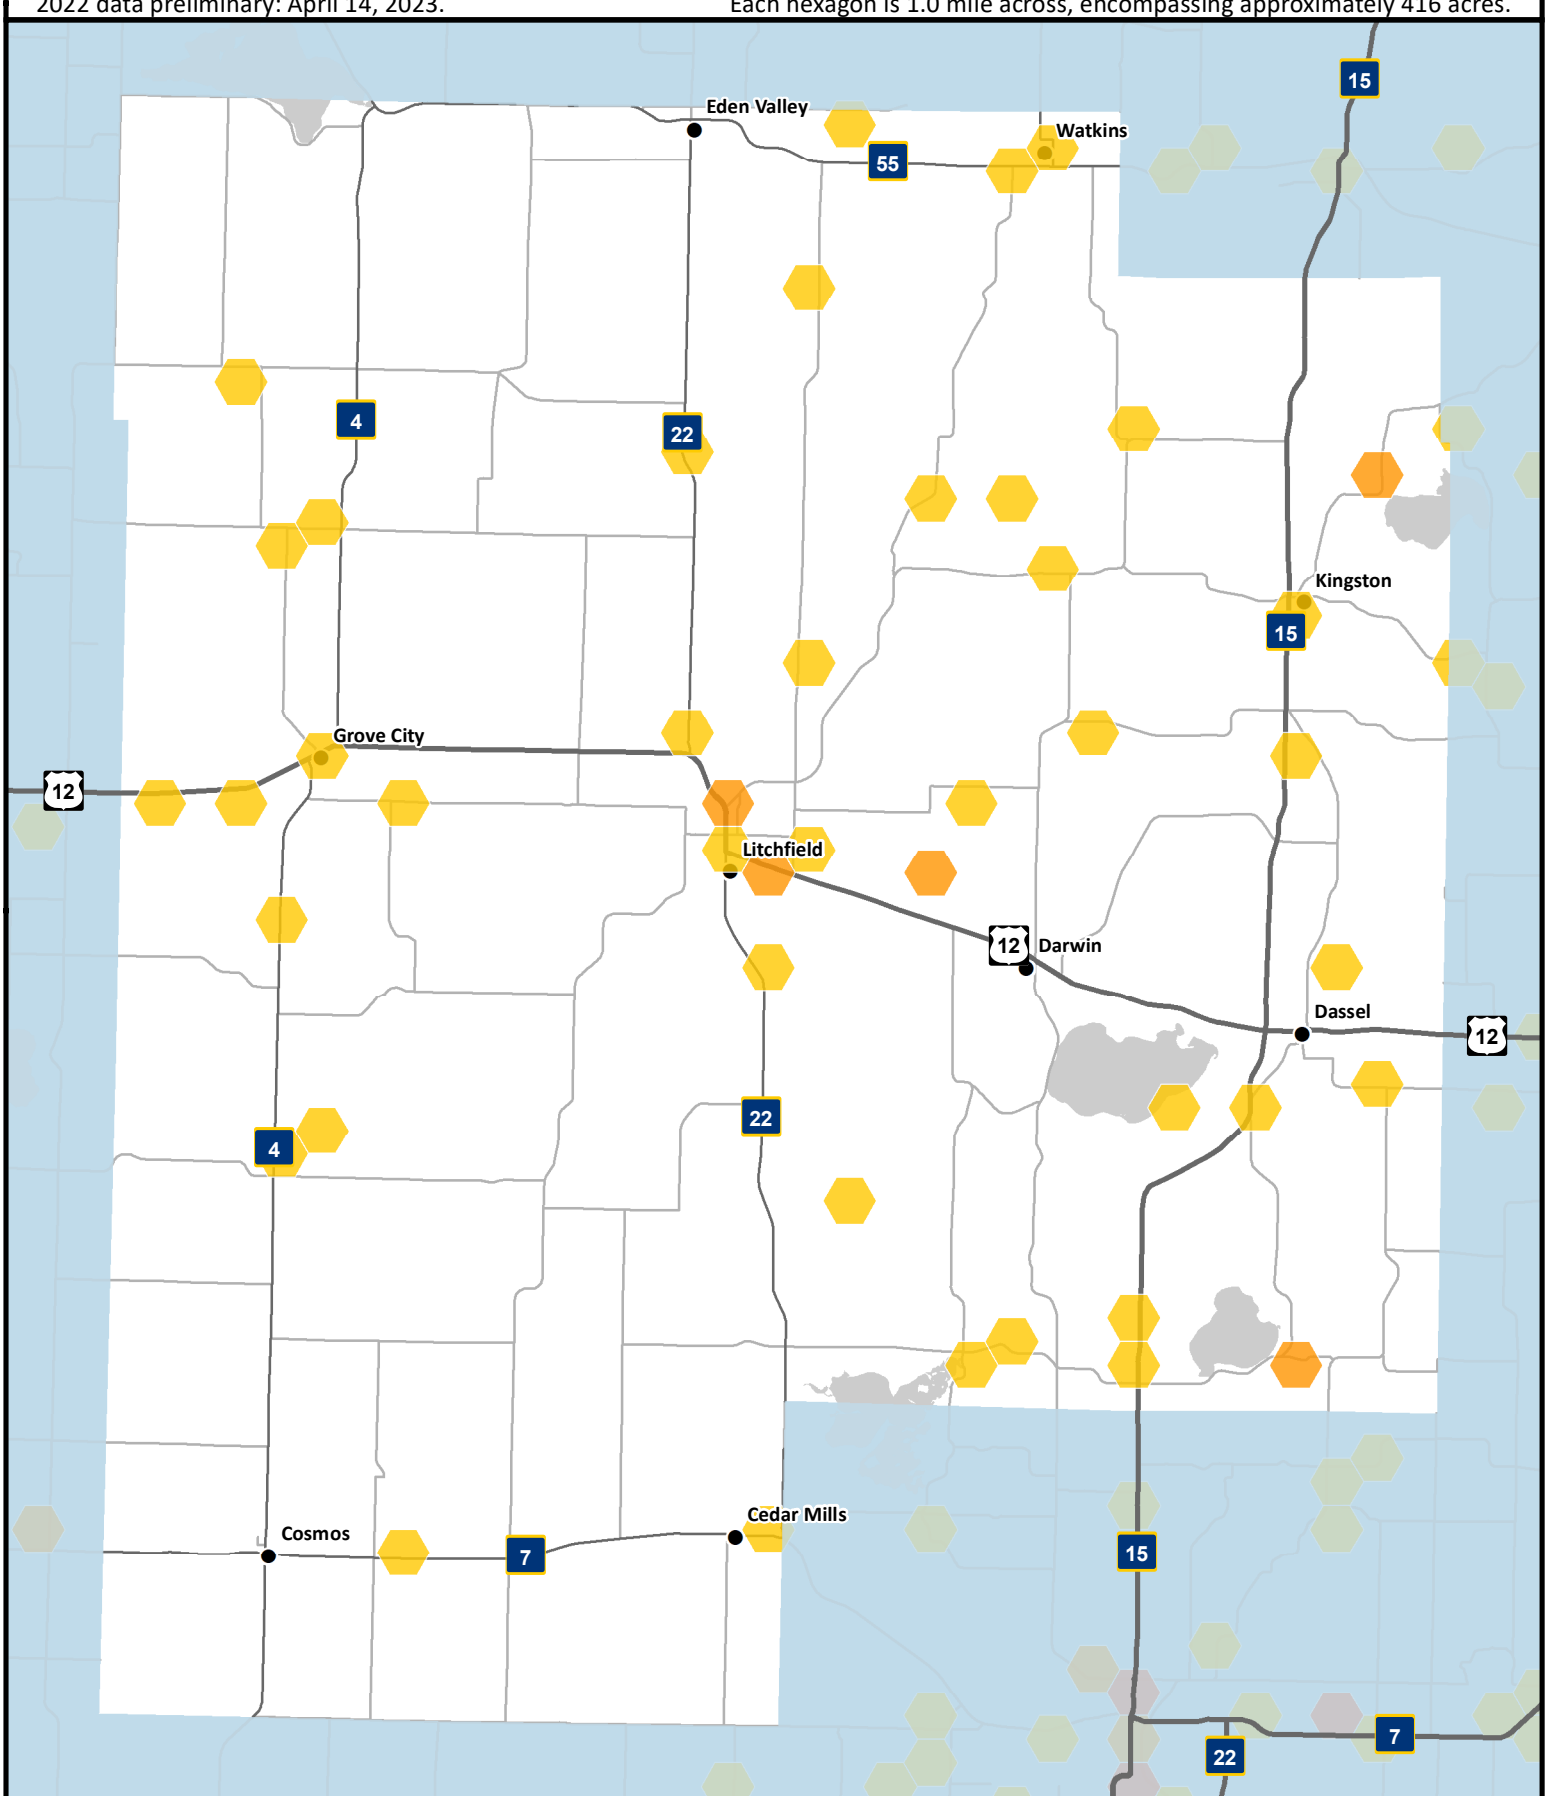 2022 data preliminary: April 14, 2023.
Each hexagon is 1.0 mile across, encompassing approximately 416 acres.
15
Eden Valley
Watkins
55
4
22
Kingston
15
Grove City
12
Litchfield
12
Darwin
Dassel
12
22
4
Cedar Mills
Cosmos
7
15
7
22